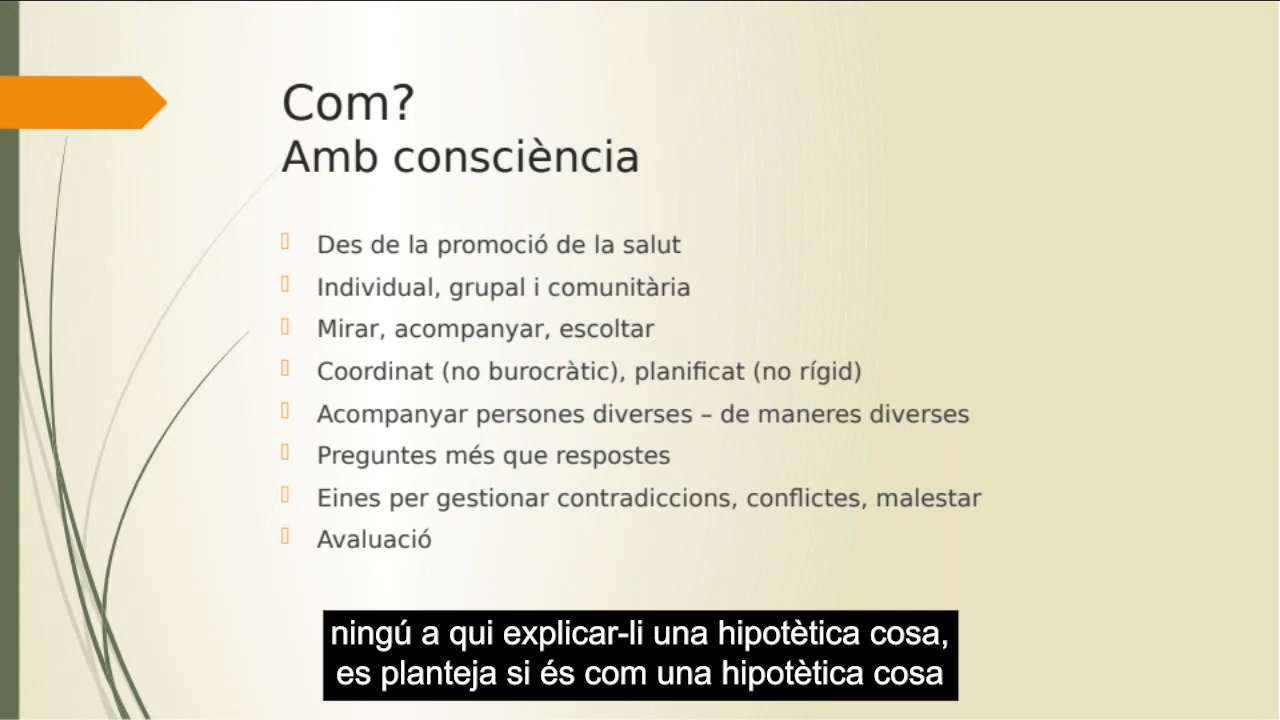 Com?
Amb consciència
Des de la promoció de la salut
Individual, grupal i comunitària
Mirar, acompanyar, escoltar
Coordinat (no burocràtic), planificat (no rígid)
Acompanyar persones diverses – de maneres diverses
Preguntes més que respostes
Eines per gestionar contradiccions, conflictes, malestar
Avaluació
ningú a qui explicar-li una hipotètica cosa,
es planteja si és com una hipotètica cosa